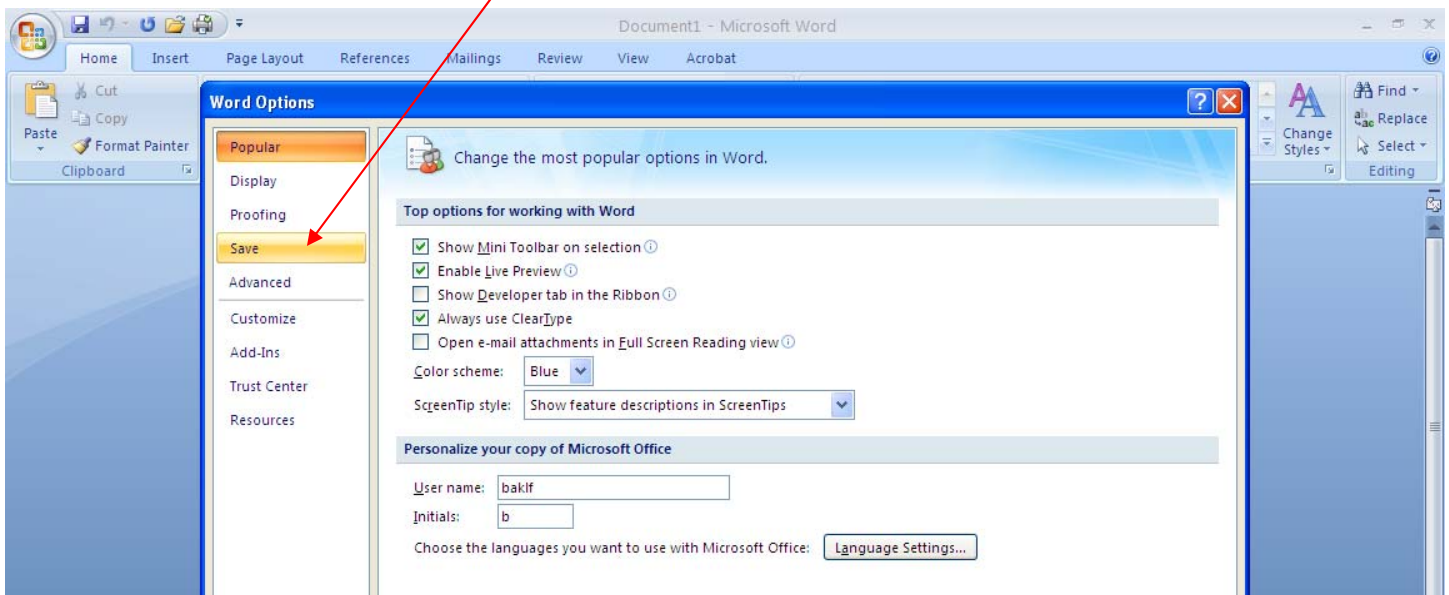 Document1 - Microsoft Word
Home Insert Page Layout References Mailings Review View Acrobat
Paste
Cut
Copy
Format Painter
Clipboard
Change Styles
Find
Replace
Select
Editing
Word Options
Popular
Display
Proofing
Save
Advanced
Customize
Add-Ins
Trust Center
Resources
Change the most popular options in Word.
Top options for working with Word
Show Mini Toolbar on selection
Enable Live Preview
Show Developer tab in the Ribbon
Always use ClearType
Open e-mail attachments in Full Screen Reading view
Color scheme: Blue
ScreenTip style: Show feature descriptions in ScreenTips
Personalize your copy of Microsoft Office
User name: baklf
Initials: b
Choose the languages you want to use with Microsoft Office: Language Settings...